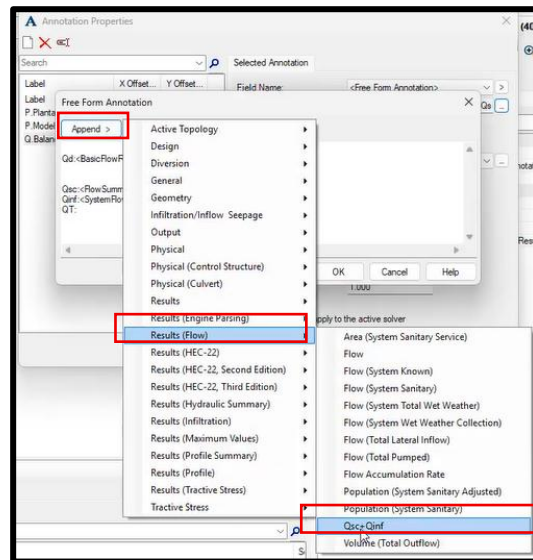 Annotation Properties
(40
Search
Selected Annotation
Label X Offset... Y Offset...
Field Name: <Free Form Annotation>
Label
P.Planta
P.Model
Q.Balan
Free Form Annotation
Qs
Append >
Qd:<BasicFlowF
Qsc:<FlowSumm
Qinf:<SystemFlo
QT:
Active Topology
Design
Diversion
General
Geometry
Infiltration/Inflow Seepage
Output
Physical
Physical (Control Structure)
Physical (Culvert)
Results
Results (Engine Parsing)
Results (Flow)
Results (HEC-22)
Results (HEC-22, Second Edition)
Results (HEC-22, Third Edition)
Results (Hydraulic Summary)
Results (Infiltration)
Results (Maximum Values)
Results (Profile Summary)
Results (Profile)
Results (Tractive Stress)
Tractive Stress
OK Cancel Help
1.000
pply to the active solver
notat
Res
Area (System Sanitary Service)
Flow
Flow (System Known)
Flow (System Sanitary)
Flow (System Total Wet Weather)
Flow (System Wet Weather Collection)
Flow (Total Lateral Inflow)
Flow (Total Pumped)
Flow Accumulation Rate
Population (System Sanitary Adjusted)
Population (System Sanitary)
Qsc+Qinf
Volume (Total Outflow)